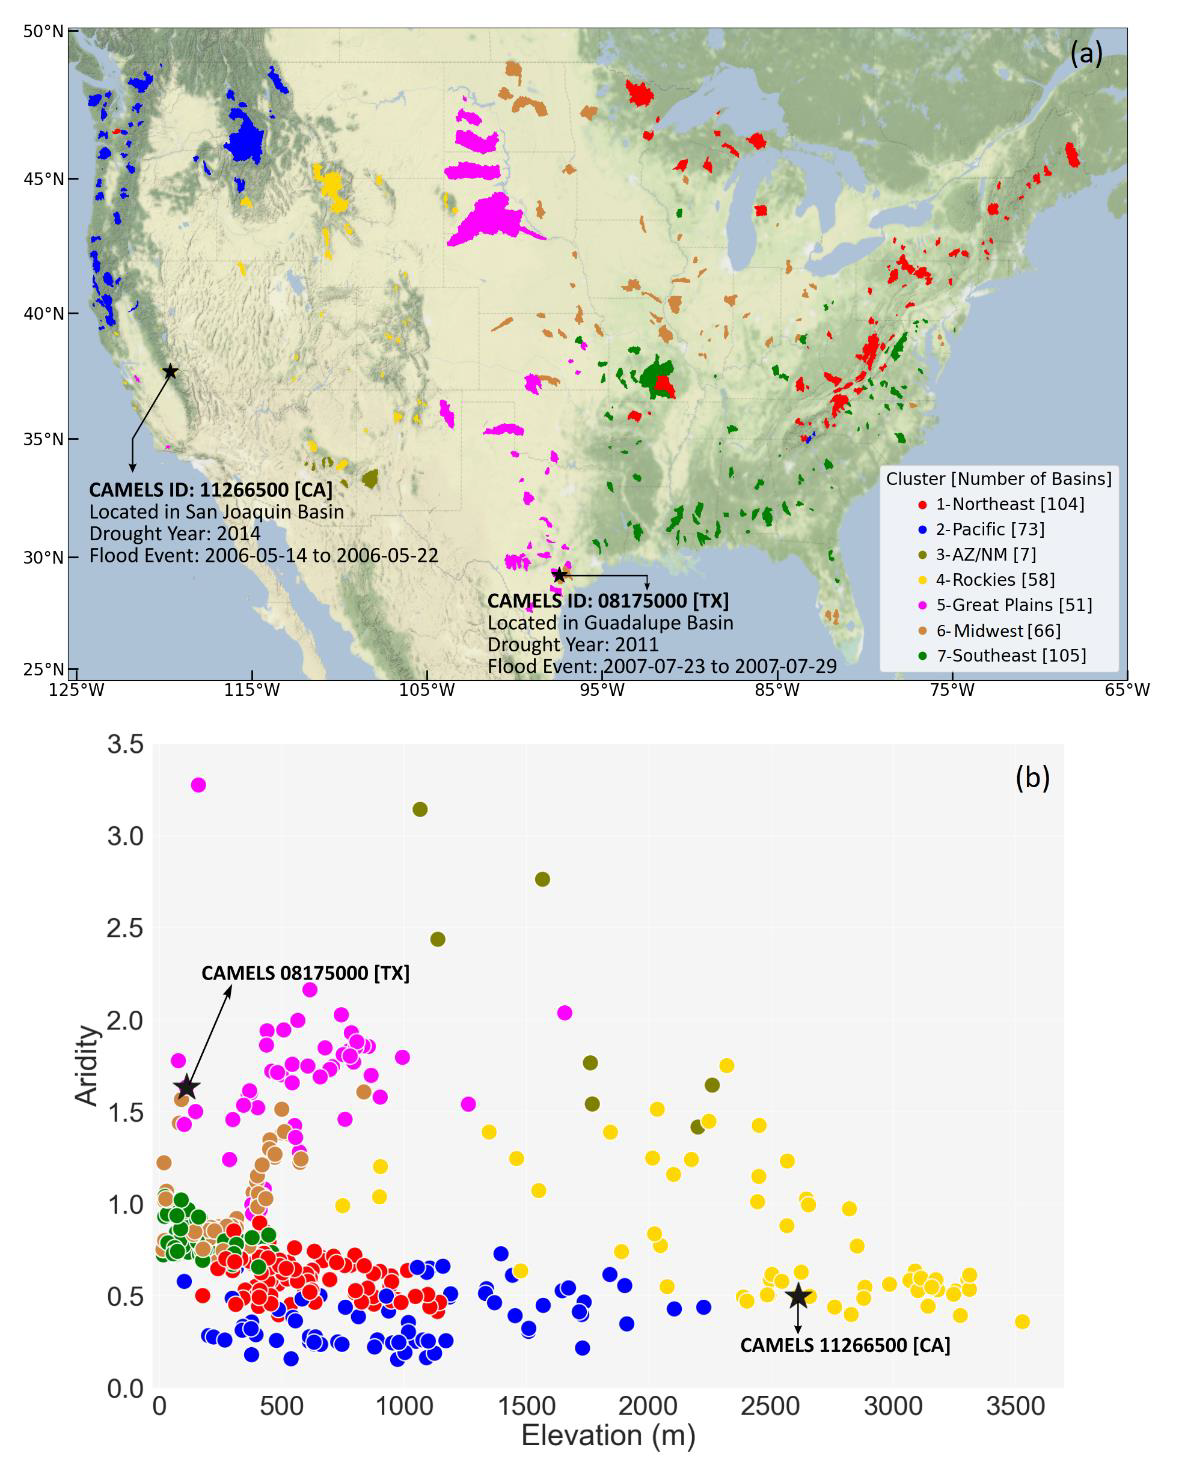 50°N
(a)
45°N
40°N
35°N
30°N
25°N
125°W
115°W
105°W
95°W
85°W
75°W
65°W
CAMELS ID: 11266500 [CA]
Located in San Joaquin Basin
Drought Year: 2014
Flood Event: 2006-05-14 to 2006-05-22
CAMELS ID: 08175000 [TX]
Located in Guadalupe Basin
Drought Year: 2011
Flood Event: 2007-07-23 to 2007-07-29
Cluster [Number of Basins]
1-Northeast [104]
2-Pacific [73]
3-AZ/NM [7]
4-Rockies [58]
5-Great Plains [51]
6-Midwest [66]
7-Southeast [105]
(b)
3.5
3.0
2.5
2.0
1.5
1.0
0.5
0.0
Aridity
CAMELS 08175000 [TX]
CAMELS 11266500 [CA]
0
500
1000
1500
2000
2500
3000
3500
Elevation (m)